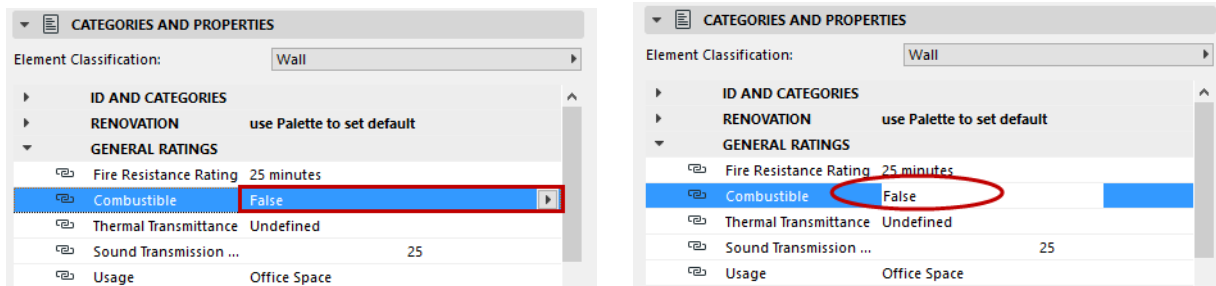 CATEGORIES AND PROPERTIES
Element Classification: Wall
ID AND CATEGORIES
RENOVATION use Palette to set default
GENERAL RATINGS
Fire Resistance Rating 25 minutes
Combustible False
Thermal Transmittance Undefined
Sound Transmission ... 25
Usage Office Space
CATEGORIES AND PROPERTIES
Element Classification: Wall
ID AND CATEGORIES
RENOVATION use Palette to set default
GENERAL RATINGS
Fire Resistance Rating 25 minutes
Combustible False
Thermal Transmittance Undefined
Sound Transmission ... 25
Usage Office Space